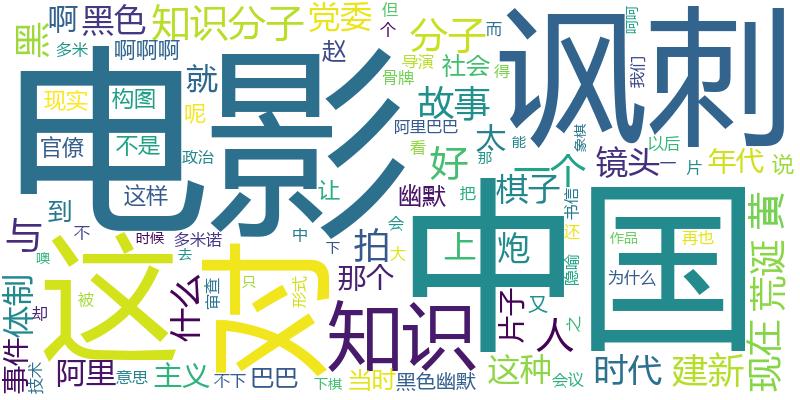 啊 黑色 知识分子 党委 但 个 而 呵呵
黑 多米 啊啊啊 赵 分子 导演 得 我们
电影 讽刺
现实 构图 呢 就 骨牌 社会
官僚 不是 政治 故事 阿里巴巴 太 能 象棋 以后
看 那 镜头 一 片 年代 说
这样 让 好 一个
幽默 把 棋子 书信
与 到 不 时候 多米诺 中 下 拍 会 大 上 炮 还 中国 作品 再也 黄
这 对 去 那个 隐喻 为什么 荒诞
噢 被 什么 审查 只 形式
体制 却 知识 片子 又 之 人 现在
事件 技术 阿里 意思 主义 不下 巴巴 下棋 当时 黑色幽默 这种 会议 时代 建新